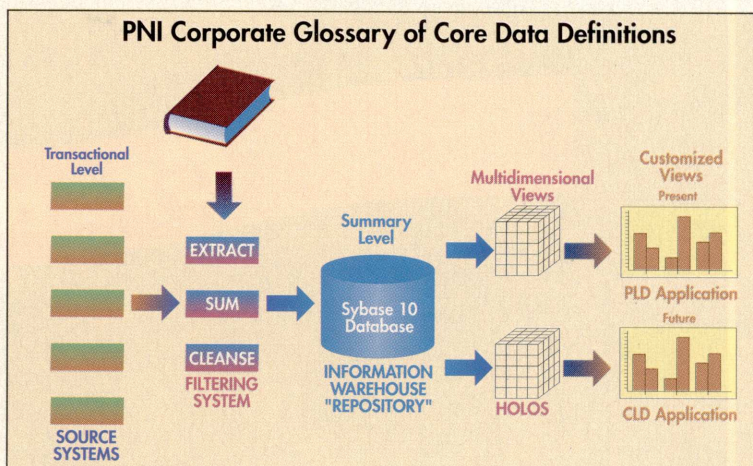 PNI Corporate Glossary of Core Data Definitions
Transactional
Level
SOURCE
SYSTEMS
EXTRACT
SUM
CLEANSE
FILTERING
SYSTEM
Summary
Level
Sybase 10
Database
INFORMATION
WAREHOUSE
"REPOSITORY"
Multidimensional
Views
HOLOS
Customized
Views
Present
PLD Application
Future
CLD Application